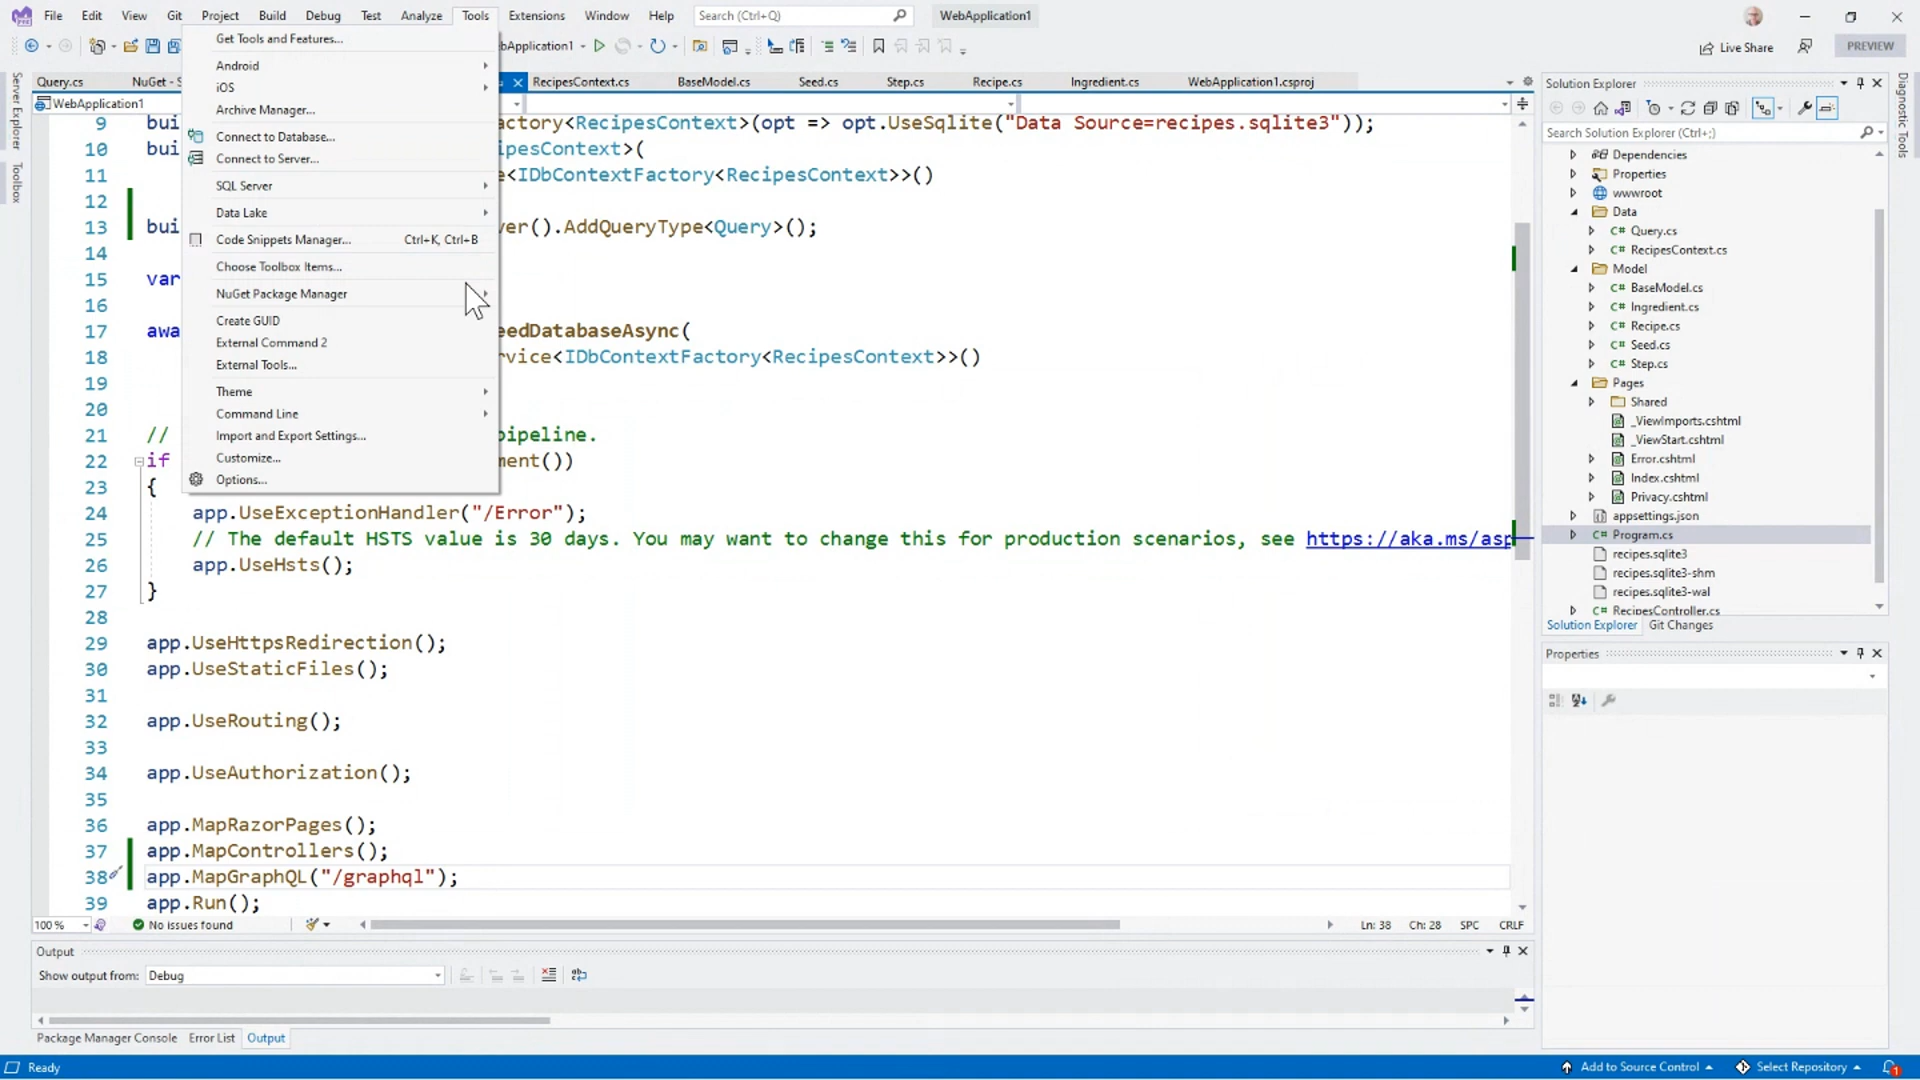 File Edit View Git Project Build Debug Test Analyze Tools Extensions Window Help Search (Ctrl+Q) WebApplication1
bApplication1 Live Share PREVIEW
Get Tools and Features...
Android
iOS
Archive Manager...
Connect to Database...
Connect to Server...
SQL Server
Data Lake
Code Snippets Manager... Ctrl+K, Ctrl+B
Choose Toolbox Items...
NuGet Package Manager
Create GUID
External Command 2
External Tools...
Theme
Command Line
Import and Export Settings...
Customize...
Options...
Server Explorer
Toolbox
Query.cs NuGet - S RecipesContext.cs BaseModel.cs Seed.cs Step.cs Recipe.cs Ingredient.cs WebApplication1.csproj
WebApplication1
9 bui actory<RecipesContext>(opt => opt.UseSqlite("Data Source=recipes.sqlite3"));
10 bui ipesContext>(
11 e<IDbContextFactory<RecipesContext>>()
12
13 bui ver().AddQueryType<Query>();
14
15 var
16
17 awa eedDatabaseAsync(
18 rvice<IDbContextFactory<RecipesContext>>()
19
20
21 // pipeline.
22 if ment())
23 {
24 app.UseExceptionHandler("/Error");
25 // The default HSTS value is 30 days. You may want to change this for production scenarios, see https://aka.ms/asp
26 app.UseHsts();
27 }
28
29 app.UseHttpsRedirection();
30 app.UseStaticFiles();
31
32 app.UseRouting();
33
34 app.UseAuthorization();
35
36 app.MapRazorPages();
37 app.MapControllers();
38 app.MapGraphQL("/graphql");
39 app.Run();
100 % No issues found Ln: 38 Ch: 28 SPC CRLF
Output
Show output from: Debug
Package Manager Console Error List Output
Solution Explorer
Search Solution Explorer (Ctrl+;)
Dependencies
Properties
wwwroot
Data
C# Query.cs
C# RecipesContext.cs
Model
C# BaseModel.cs
C# Ingredient.cs
C# Recipe.cs
C# Seed.cs
C# Step.cs
Pages
Shared
_ViewImports.cshtml
_ViewStart.cshtml
Error.cshtml
Index.cshtml
Privacy.cshtml
appsettings.json
C# Program.cs
recipes.sqlite3
recipes.sqlite3-shm
recipes.sqlite3-wal
C# RecipesController.cs
Solution Explorer Git Changes
Properties
Diagnostic Tools
Ready Add to Source Control Select Repository 1